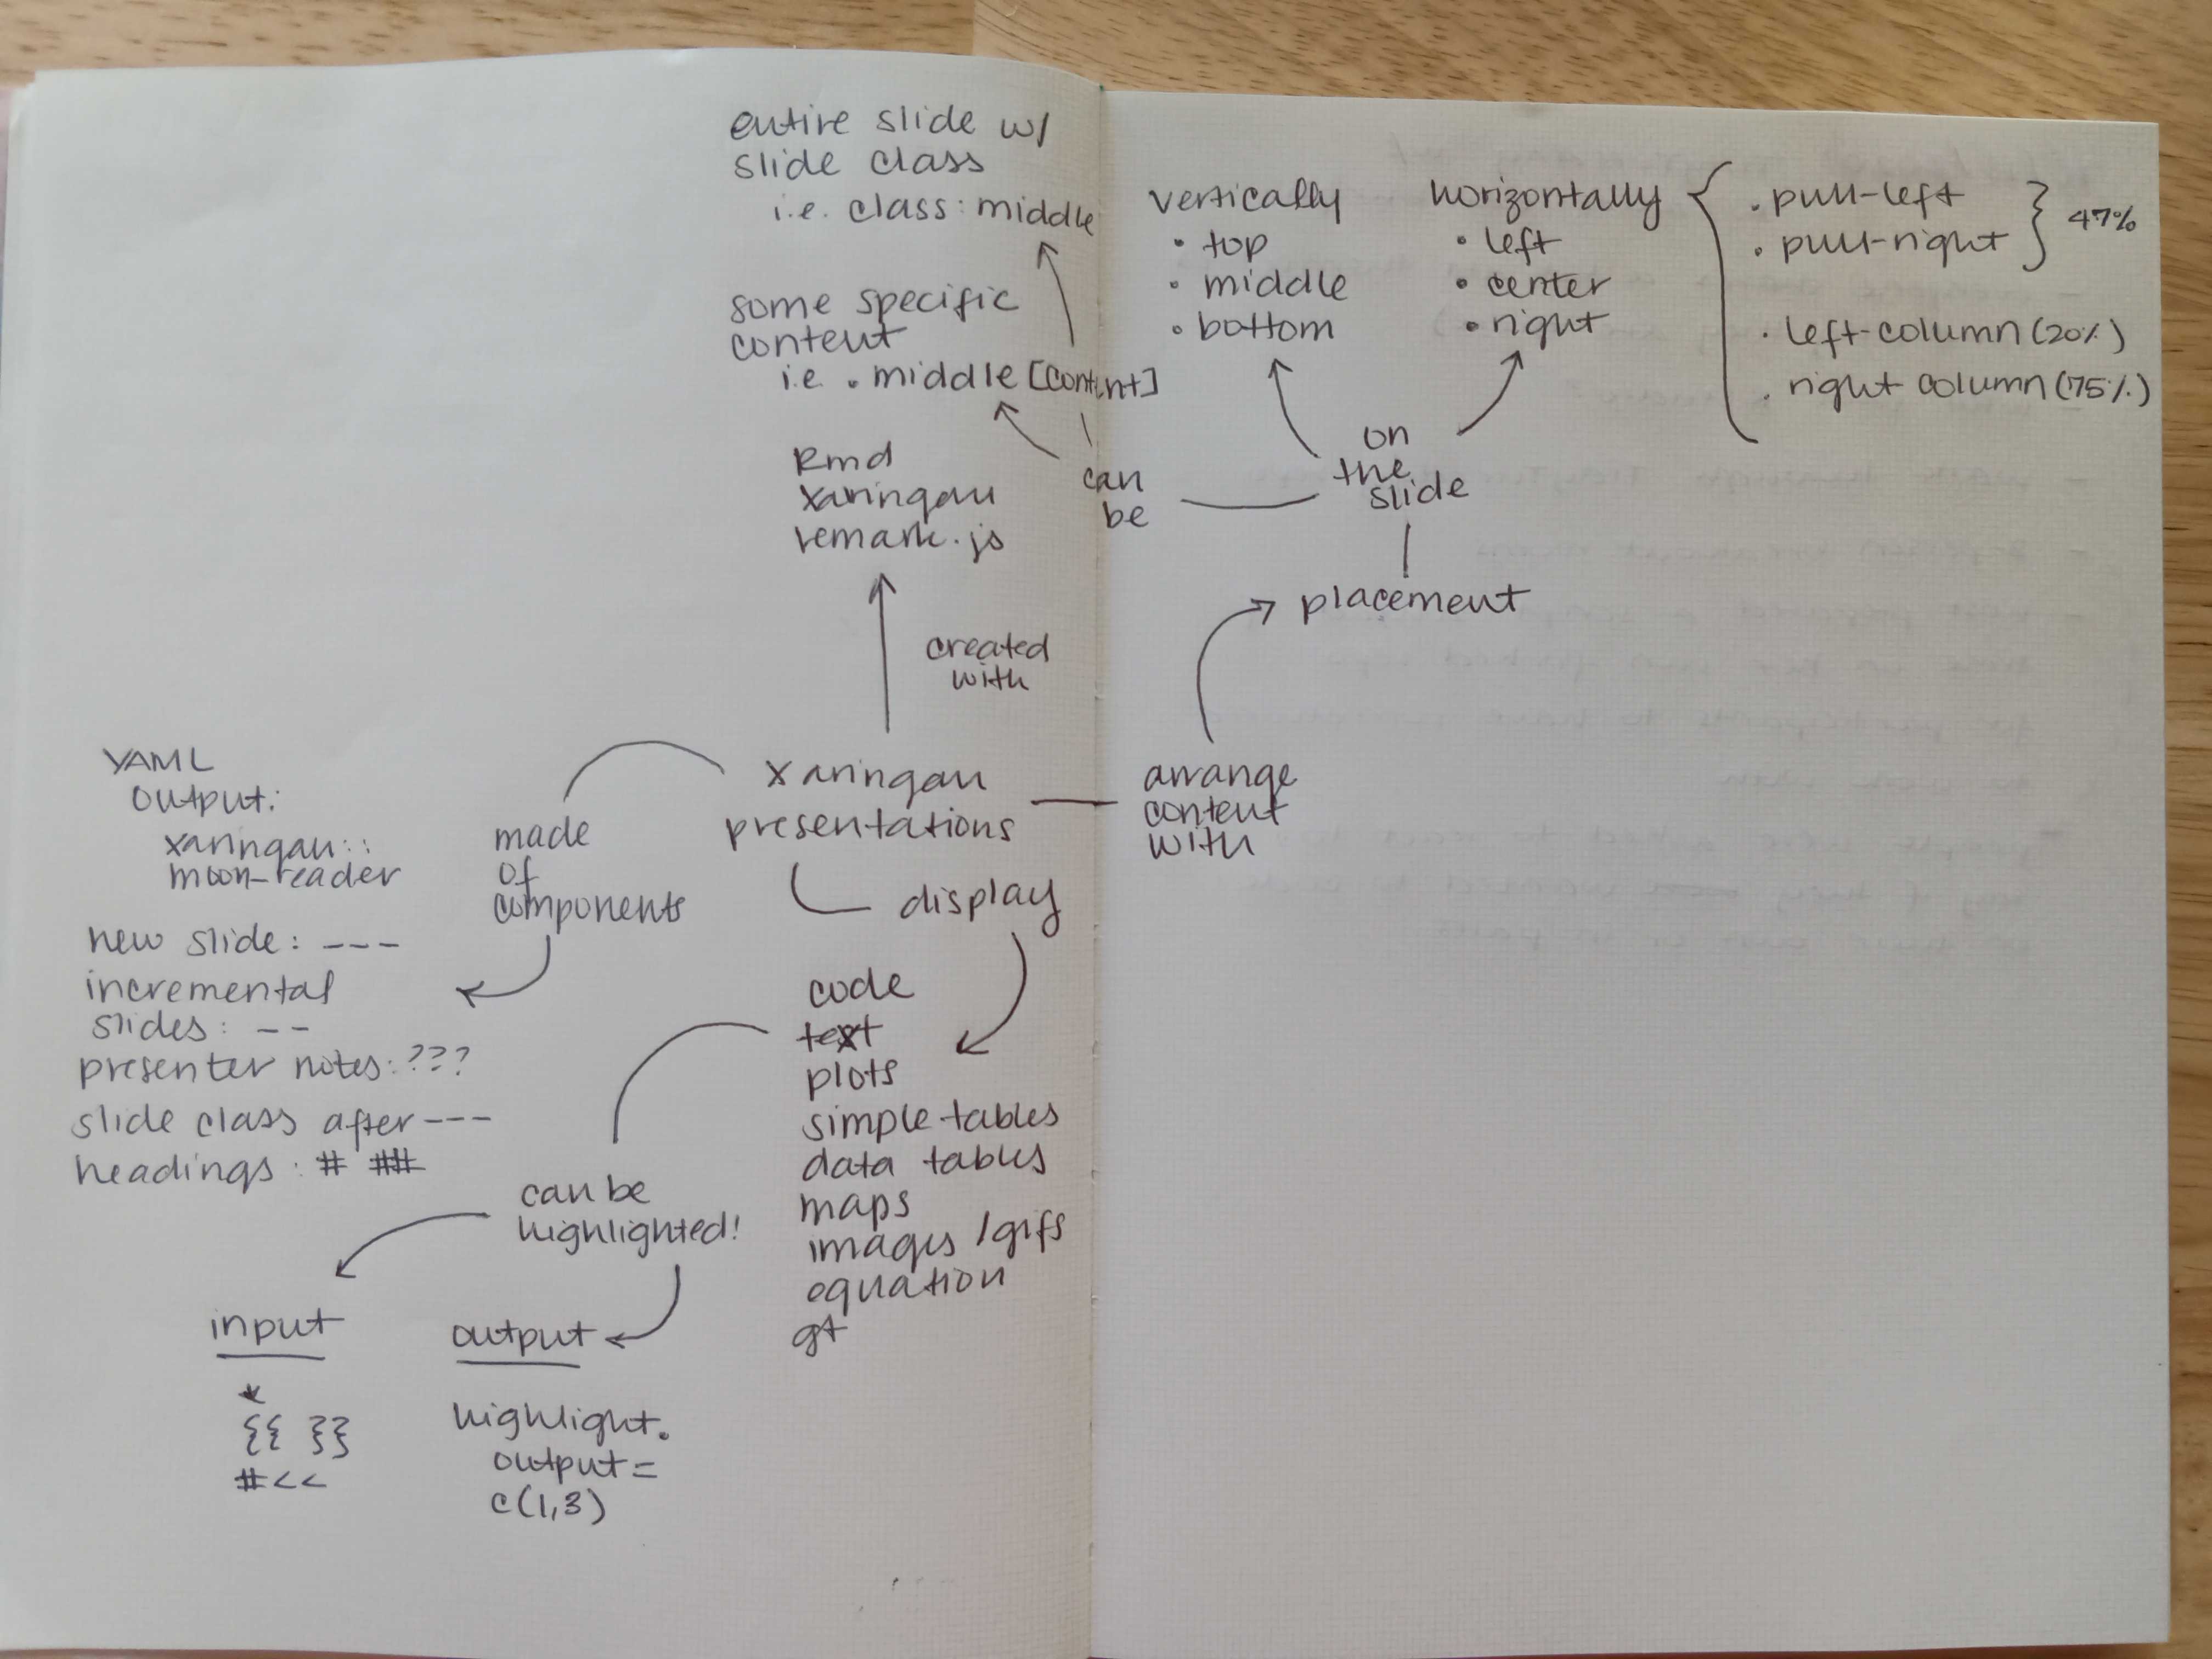 entire slide w/
slide class
i.e. class: middle
some specific
content
i.e. .middle [content]
Rmd
xaringan
remark.js
created
with
can
be
vertically
• top
• middle
• bottom
horizontally
• left
• center
• right
.pull-left
.pull-right
47%
.left-column (20%)
.right column (75%)
on
the
slide
placement
arrange
content
with
xaringan
presentations
made
of
components
YAML
output:
xaringan::
moon_reader
new slide: ---
incremental
slides: --
presenter notes: ???
slide class after ---
headings: # ##
display
code
text
plots
simple tables
data tables
maps
images /gifs
equation
gt
can be
highlighted!
input
*
{{ }}
#<<
output
highlight.
output =
c(1,3)